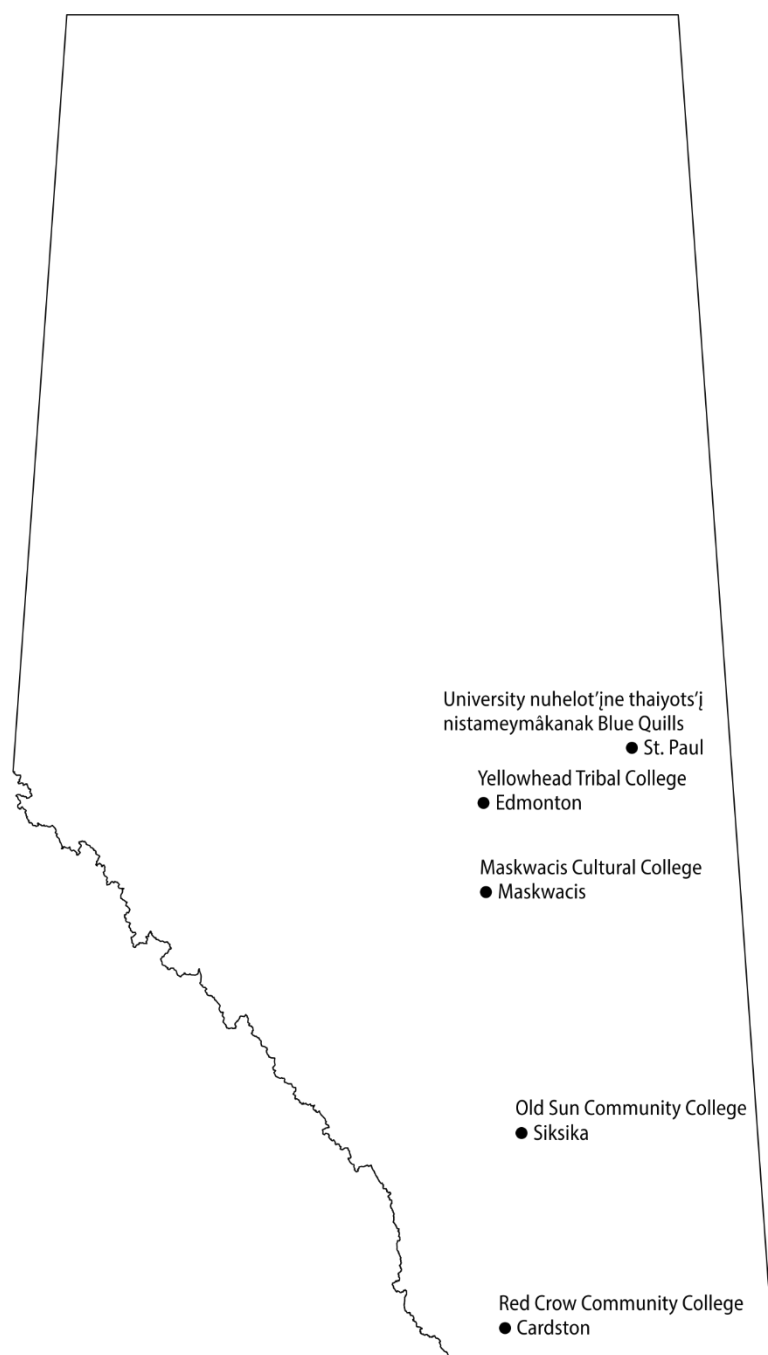 University nuhelot’įne thaiyots’į
nistameymâkanak Blue Quills
St. Paul
Yellowhead Tribal College
Edmonton
Maskwacis Cultural College
Maskwacis
Old Sun Community College
Siksika
Red Crow Community College
Cardston